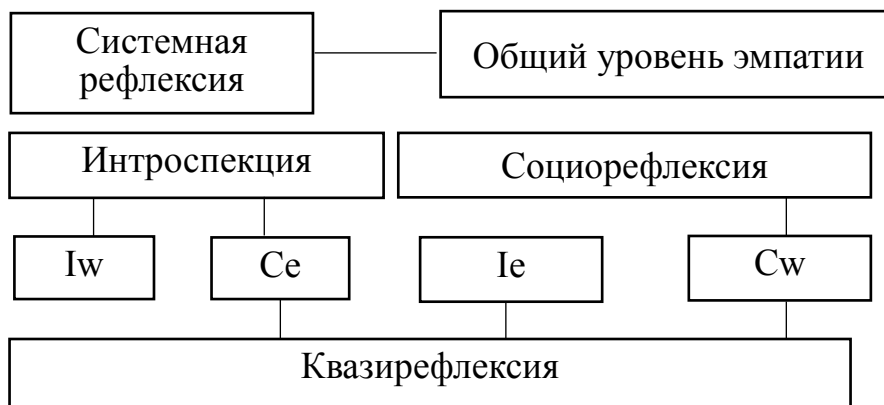 Системная
рефлексия
Общий уровень эмпатии
Интроспекция
Социорефлексия
Iw
Ce
Ie
Cw
Квазирефлексия